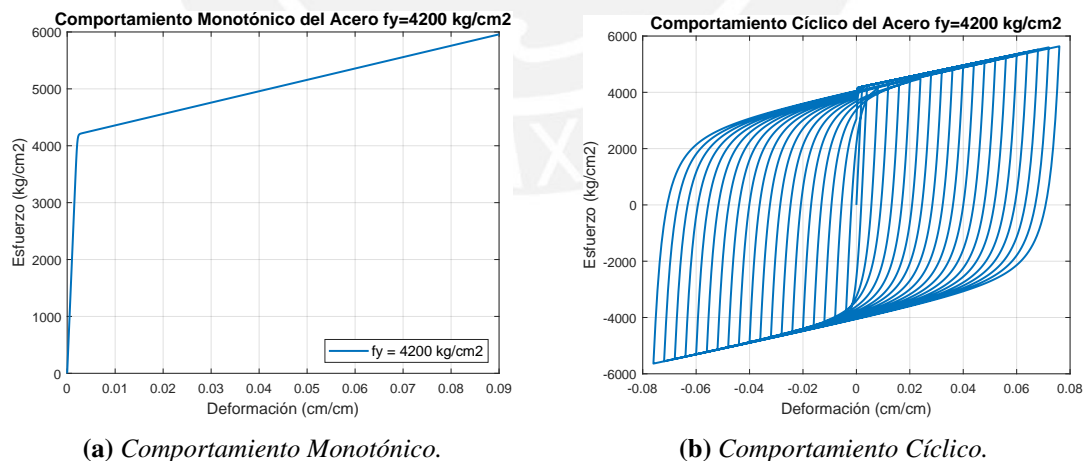 Comportamiento Monotónico del Acero fy=4200 kg/cm2
6000
5000
4000
3000
2000
1000
0
Esfuerzo (kg/cm2)
0 0.01 0.02 0.03 0.04 0.05 0.06 0.07 0.08 0.09
Deformación (cm/cm)
fy = 4200 kg/cm2
(a) Comportamiento Monotónico.
Comportamiento Cíclico del Acero fy=4200 kg/cm2
6000
4000
2000
0
-2000
-4000
-6000
Esfuerzo (kg/cm2)
-0.08 -0.06 -0.04 -0.02 0 0.02 0.04 0.06 0.08
Deformación (cm/cm)
(b) Comportamiento Cíclico.
X